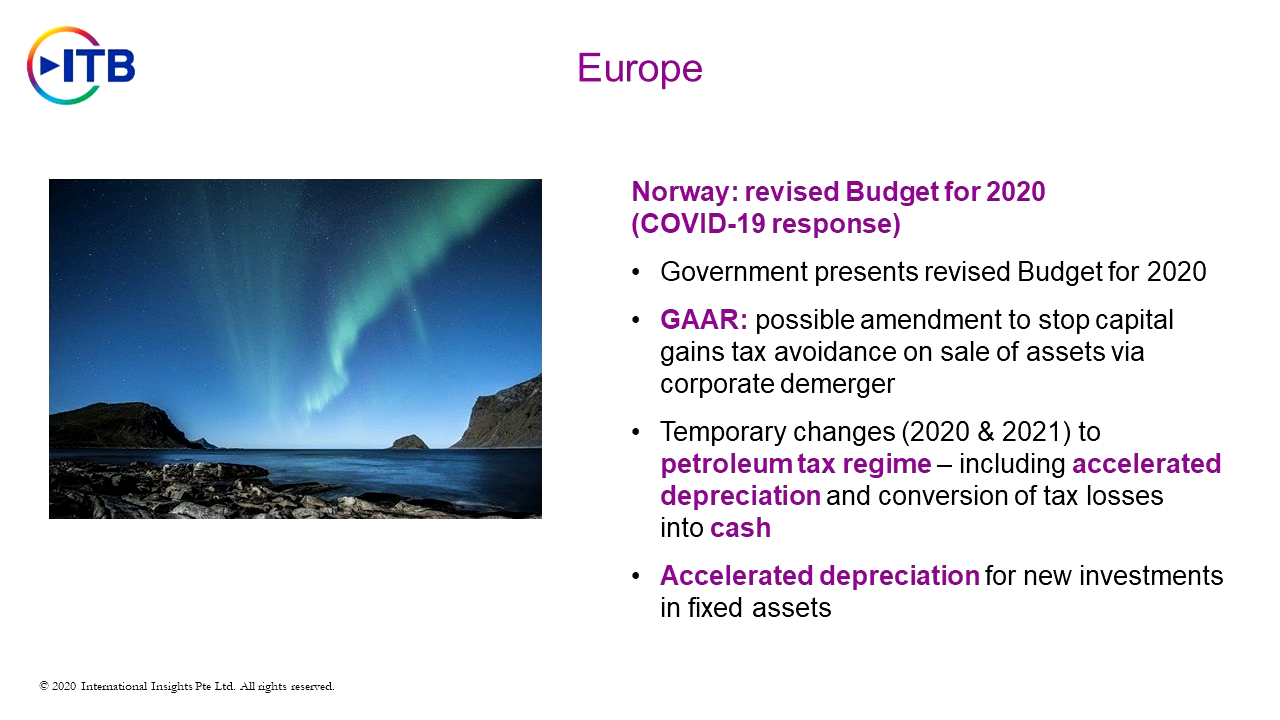 ITB
Europe
Norway: revised Budget for 2020
(COVID-19 response)
• Government presents revised Budget for 2020
• GAAR: possible amendment to stop capital
gains tax avoidance on sale of assets via
corporate demerger
• Temporary changes (2020 & 2021) to
petroleum tax regime – including accelerated
depreciation and conversion of tax losses
into cash
• Accelerated depreciation for new investments
in fixed assets
© 2020 International Insights Pte Ltd. All rights reserved.